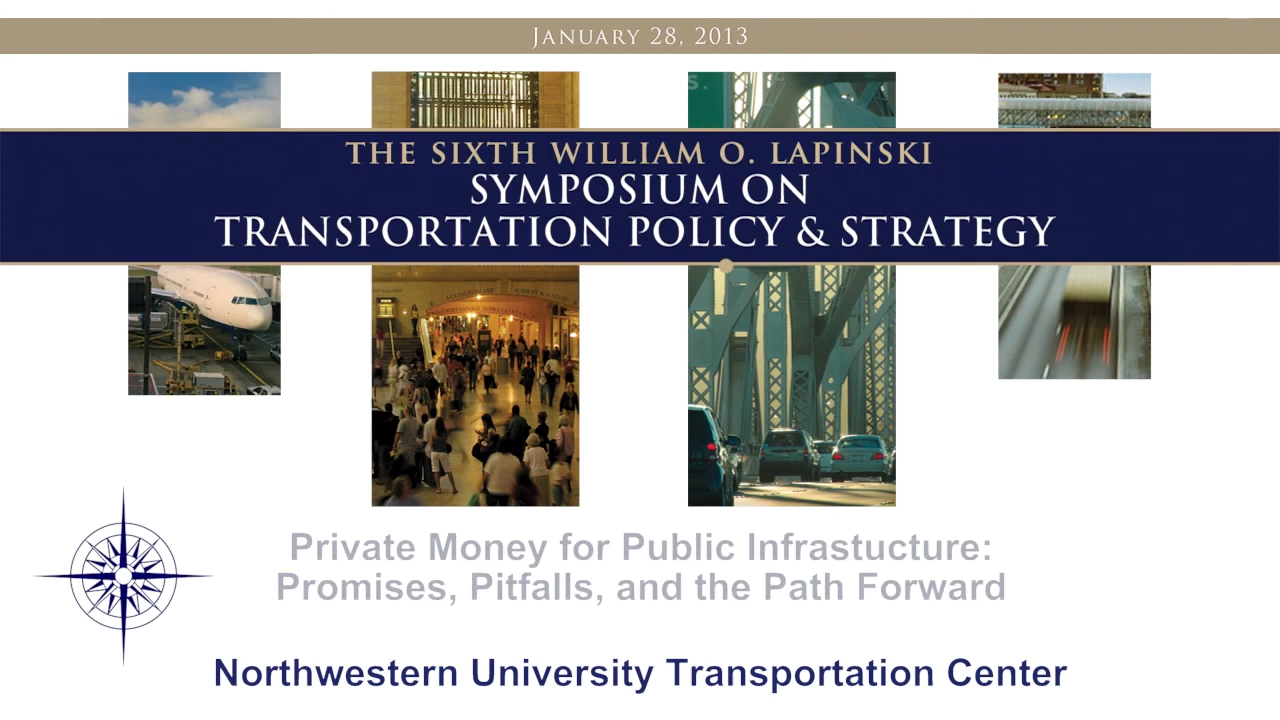 January 28, 2013
S.
THE SIXTH WILLIAM O. LAPINSKI
SYMPOSIUM ON
TRANSPORTATION POLICY & STRATEGY
Private Money for Public Infrastucture:
Promises, Pitfalls, and the Path Forward
Northwestern University Transportation Center